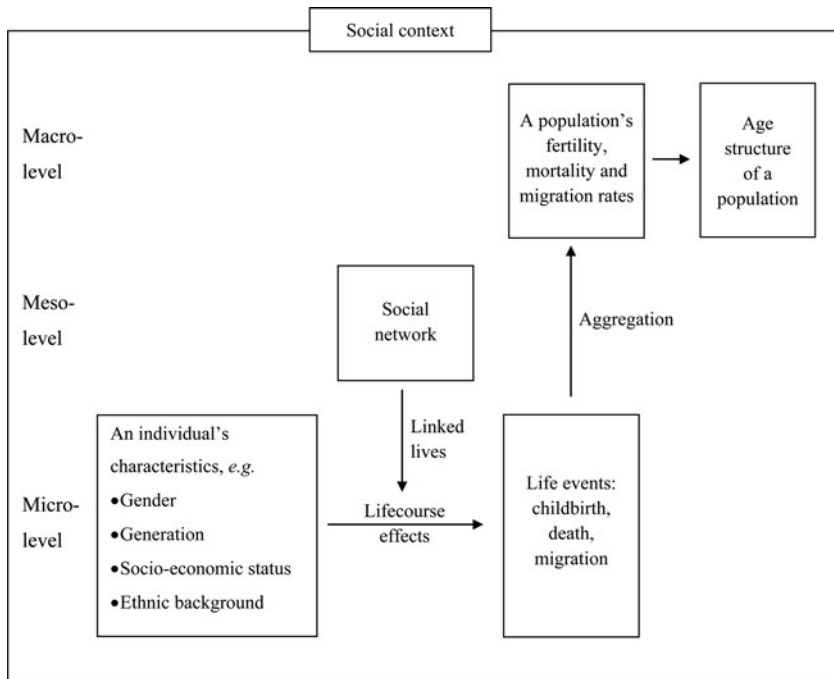 Social context
Macro-
level
A population's
fertility,
mortality and
migration rates
Age
structure
of a
population
Meso-
level
Social
network
Aggregation
Linked
lives
Micro-
level
An individual's
characteristics, e.g.
●Gender
●Generation
●Socio-economic status
●Ethnic background
Lifecourse
effects
Life events:
childbirth,
death,
migration